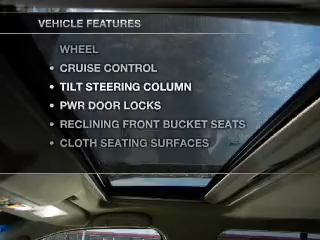 VEHICLE FEATURES
WHEEL
• CRUISE CONTROL
• TILT STEERING COLUMN
• PWR DOOR LOCKS
• RECLINING FRONT BUCKET SEATS
• CLOTH SEATING SURFACES